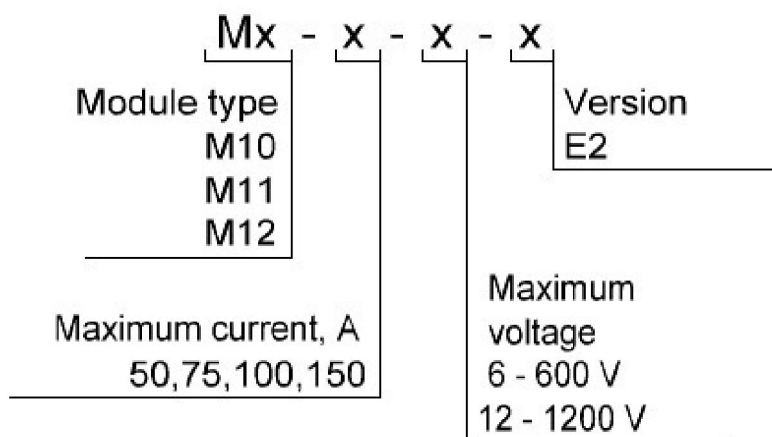 Mx - x - x - x
Module type
M10
M11
M12
Version
E2
Maximum current, A
50,75,100,150
Maximum
voltage
6 - 600 V
12 - 1200 V